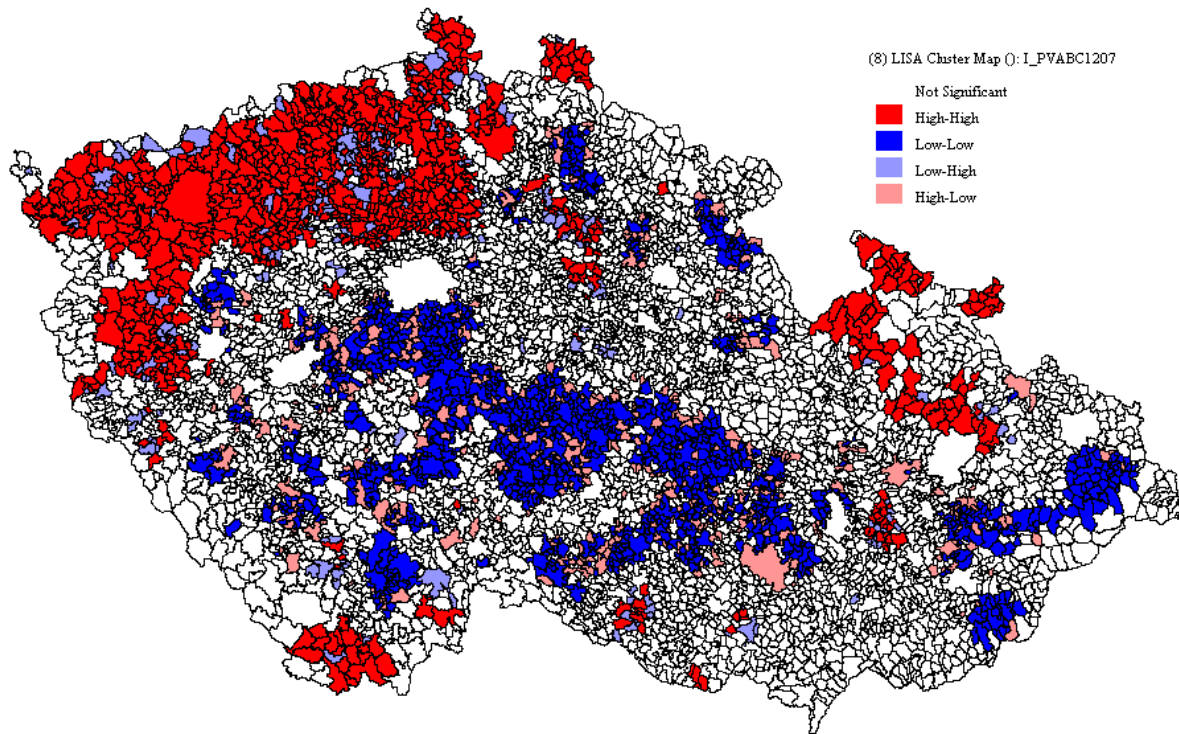 (8) LISA Cluster Map (): I_PVABC1207
Not Significant
High-High
Low-Low
Low-High
High-Low